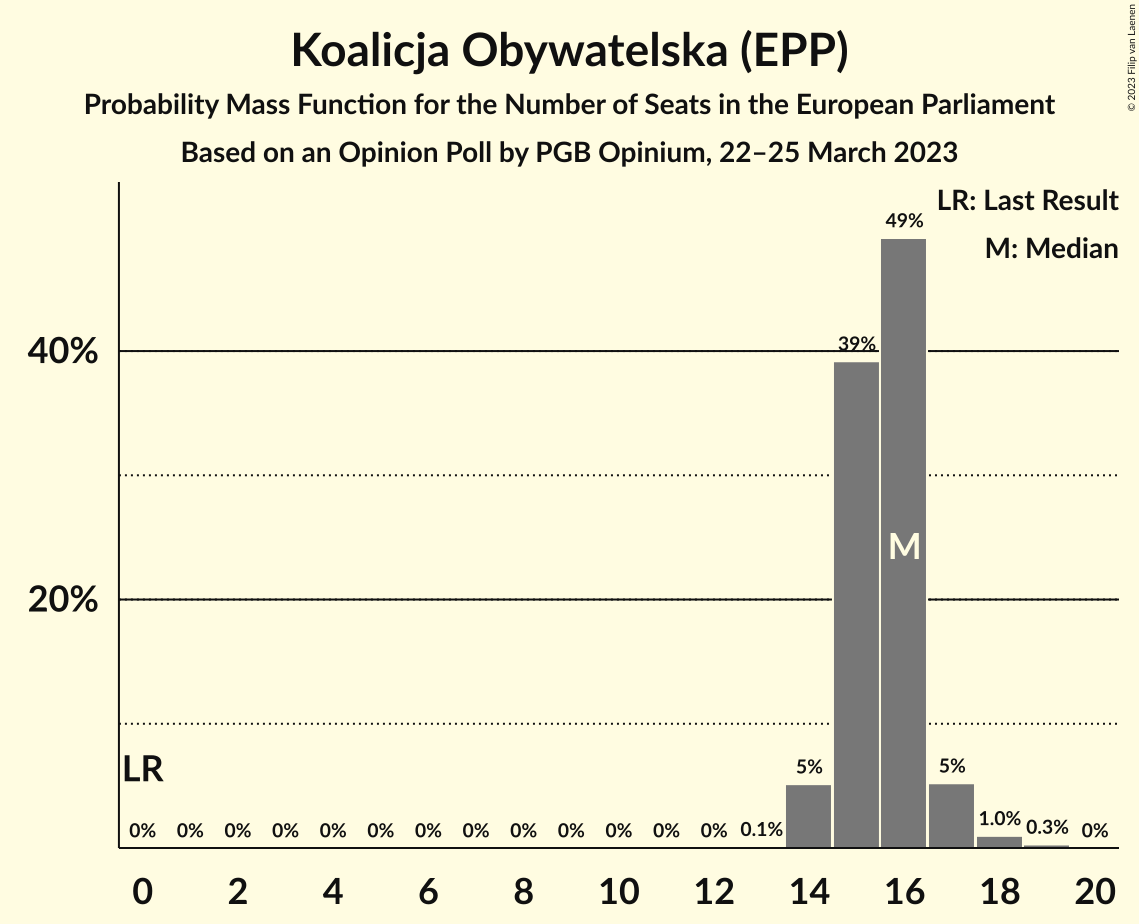 Koalicja Obywatelska (EPP)
Probability Mass Function for the Number of Seats in the European Parliament
Based on an Opinion Poll by PGB Opinium, 22–25 March 2023
© 2023 Filip van Laenen
LR: Last Result
M: Median
49%
40%
39%
M
20%
LR
5%
5%
0% 0% 0% 0% 0% 0% 0% 0% 0% 0% 0% 0% 0% 0.1% 1.0% 0.3% 0%
0 2 4 6 8 10 12 14 16 18 20